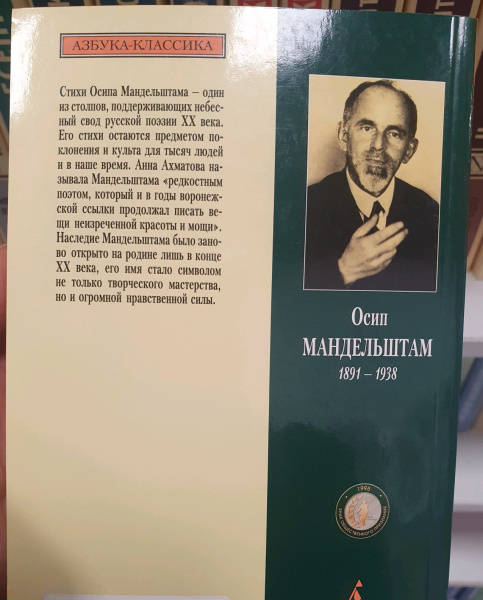 АЗБУКА-КЛАССИКА
Стихи Осипа Мандельштама – один
из столпов, поддерживающих небес-
ный свод русской поэзии XX века.
Его стихи остаются предметом по-
клонения и культа для тысяч людей
и в наше время. Анна Ахматова на-
зывала Мандельштама «редкостным
поэтом, который и в годы воронеж-
ской ссылки продолжал писать ве-
щи неизреченной красоты и мощи».
Наследие Мандельштама было зано-
во открыто на родине лишь в конце
XX века, его имя стало символом
не только творческого мастерства,
но и огромной нравственной силы.
Осип
МАНДЕЛЬШТАМ
1891 – 1938
1998